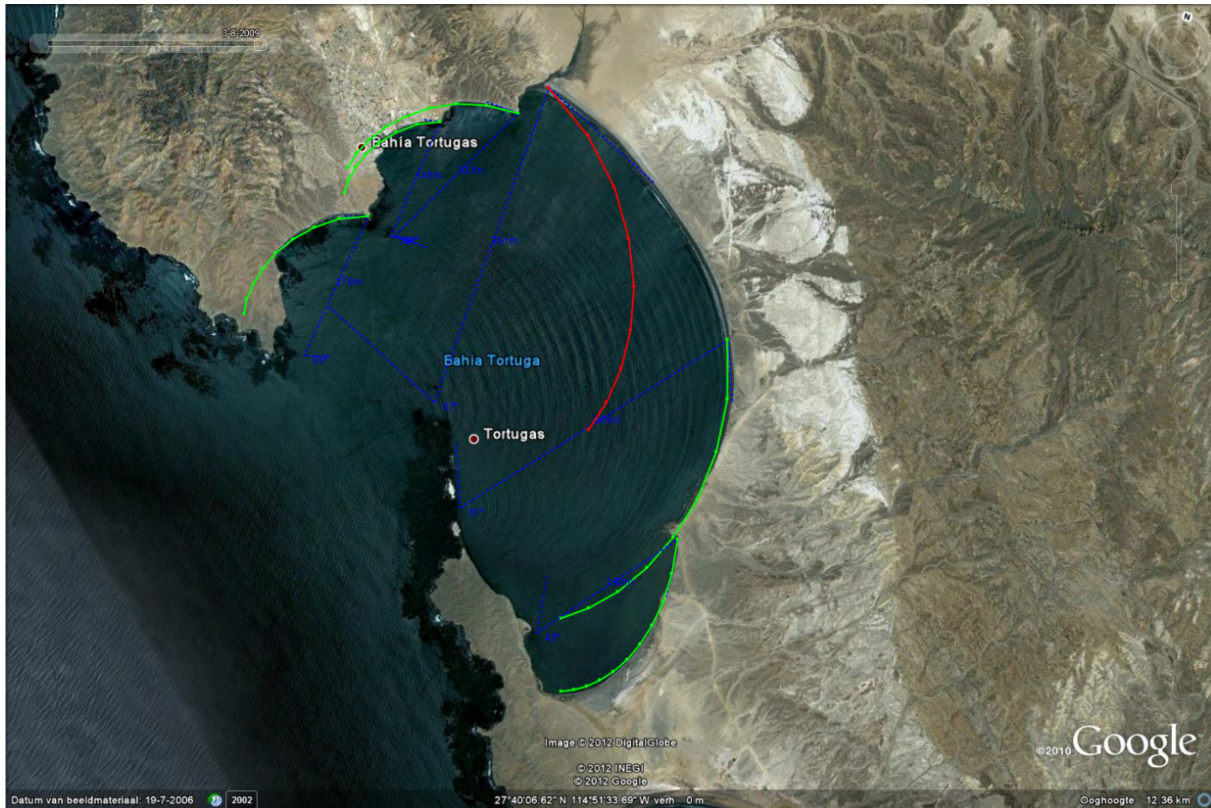 N
3-8-2009
Bahia Tortugas
Bahia Tortuga
Tortugas
Image © 2012 DigitalGlobe
© 2012 INEGI
© 2012 Google
©2010 Google
Datum van beeldmateriaal: 19-7-2006
2002
27°40'06.62" N 114°51'33.69" W verh 0 m
Ooghoogte 12.36 km